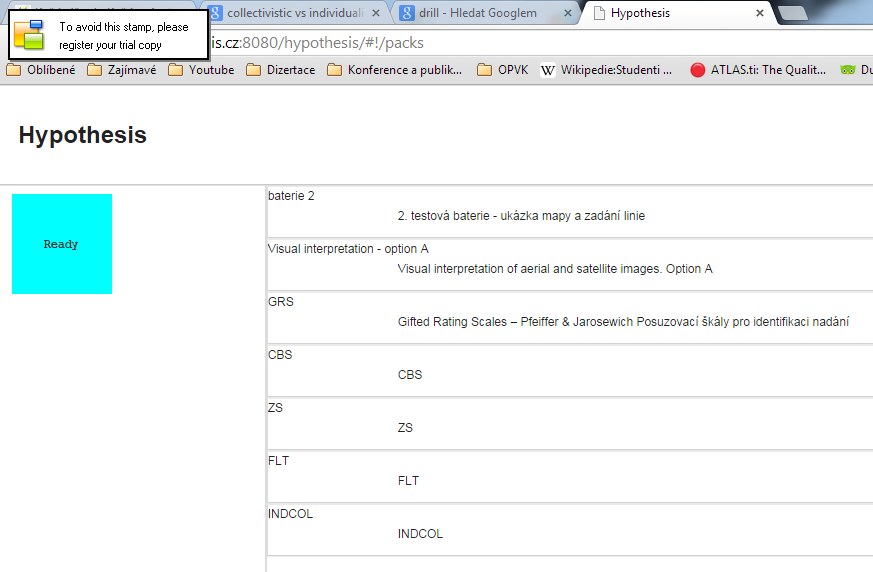 To avoid this stamp, please
register your trial copy
collectivistic vs individuali
drill - Hledat Googlem
Hypothesis
is.cz:8080/hypothesis/#!/packs
Oblíbené
Zajímavé
Youtube
Dizertace
Konference a publik...
OPVK
Wikipedie:Studenti ...
ATLAS.ti: The Qualit...
Du
Hypothesis
Ready
baterie 2
2. testová baterie - ukázka mapy a zadání linie
Visual interpretation - option A
Visual interpretation of aerial and satellite images. Option A
GRS
Gifted Rating Scales – Pfeiffer & Jarosewich Posuzovací škály pro identifikaci nadání
CBS
CBS
ZS
ZS
FLT
FLT
INDCOL
INDCOL